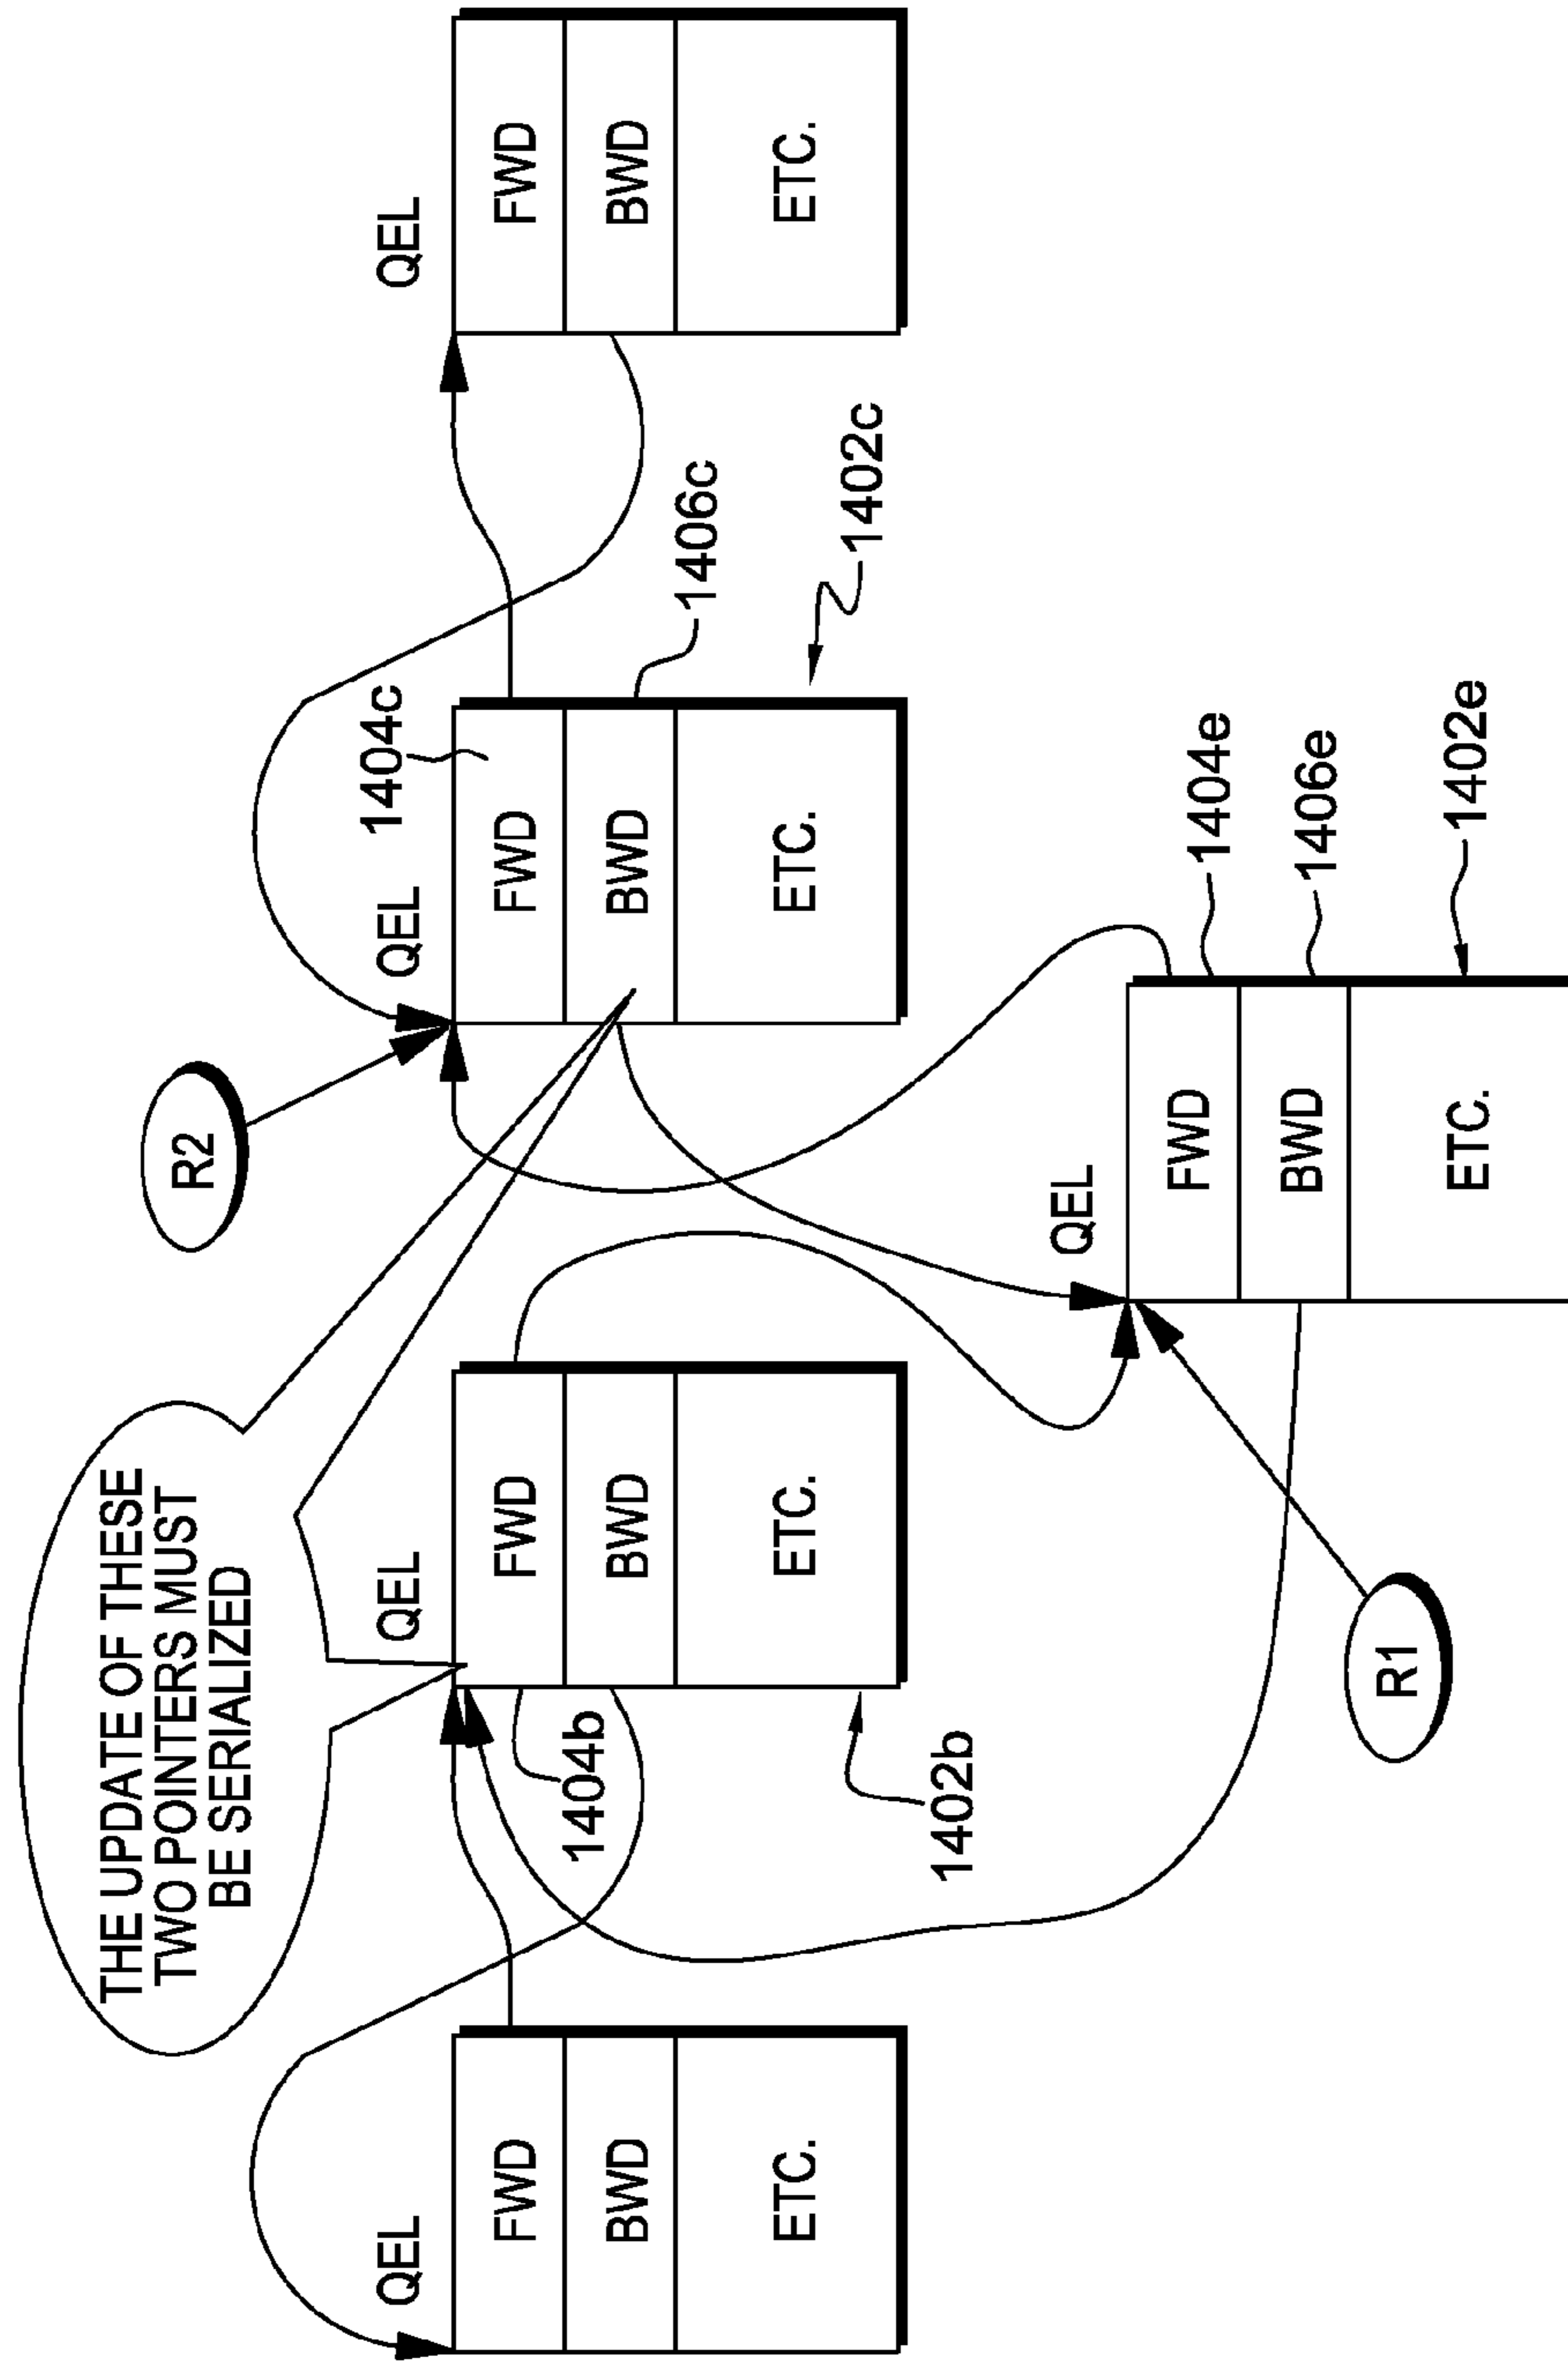 THE UPDATE OF THESE
TWO POINTERS MUST
BE SERIALIZED
R2
QEL
QEL
QEL
1404c
QEL
FWD
FWD
FWD
FWD
1404b
BWD
BWD
BWD
1406c
BWD
ETC.
ETC.
ETC.
1402c
ETC.
1402b
QEL
FWD
1404e
BWD
1406e
R1
ETC.
1402e